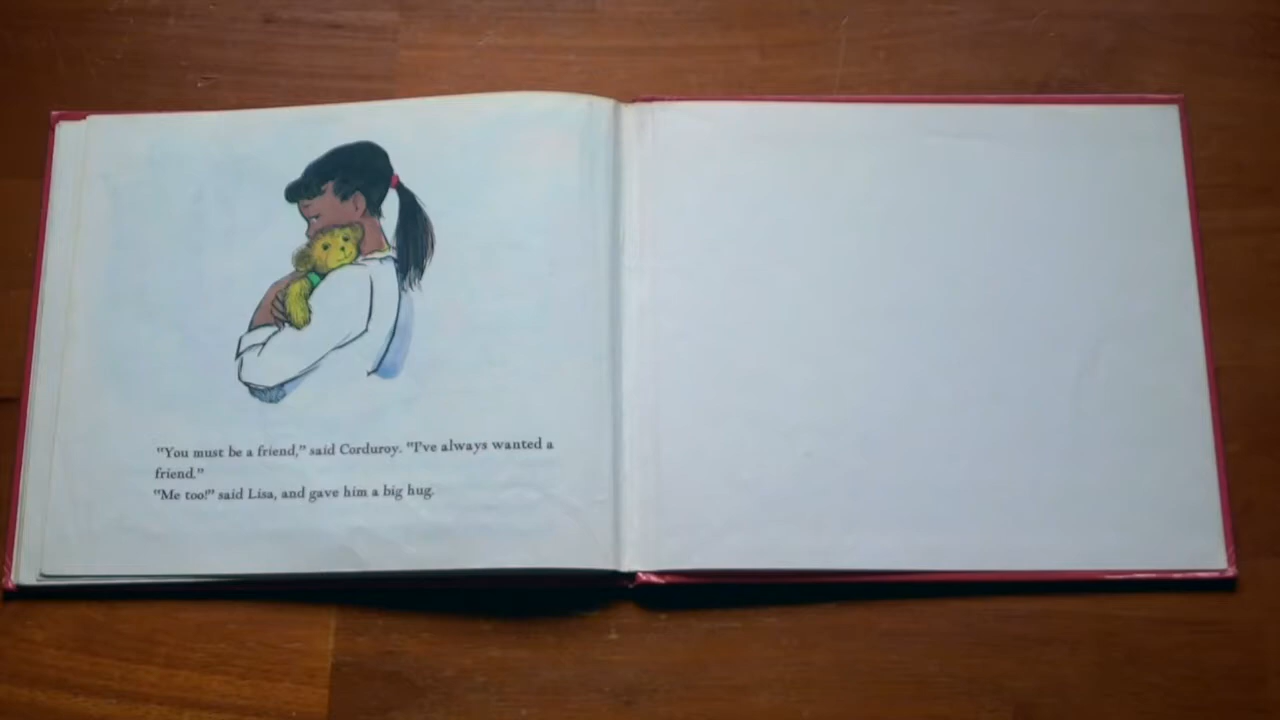 "You must be a friend," said Corduroy. "I've always wanted a
friend."
"Me too!" said Lisa, and gave him a big hug.